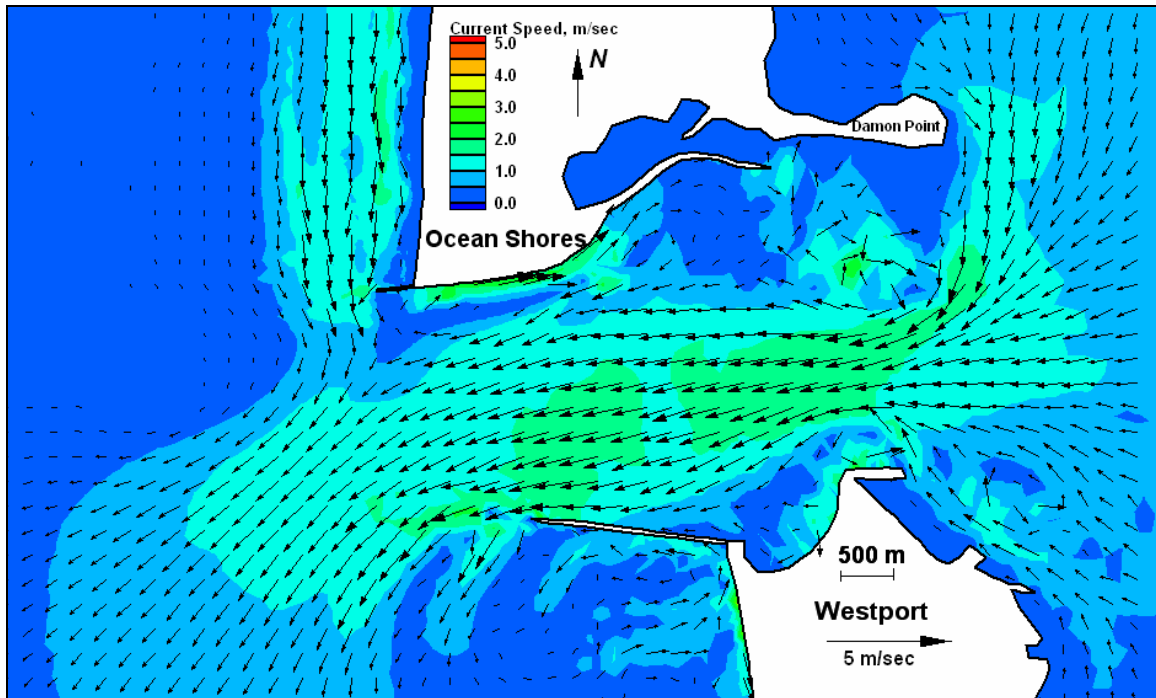 Current Speed, m/sec
5.0
4.0
3.0
2.0
1.0
0.0
N
Damon Point
Ocean Shores
500 m
Westport
5 m/sec